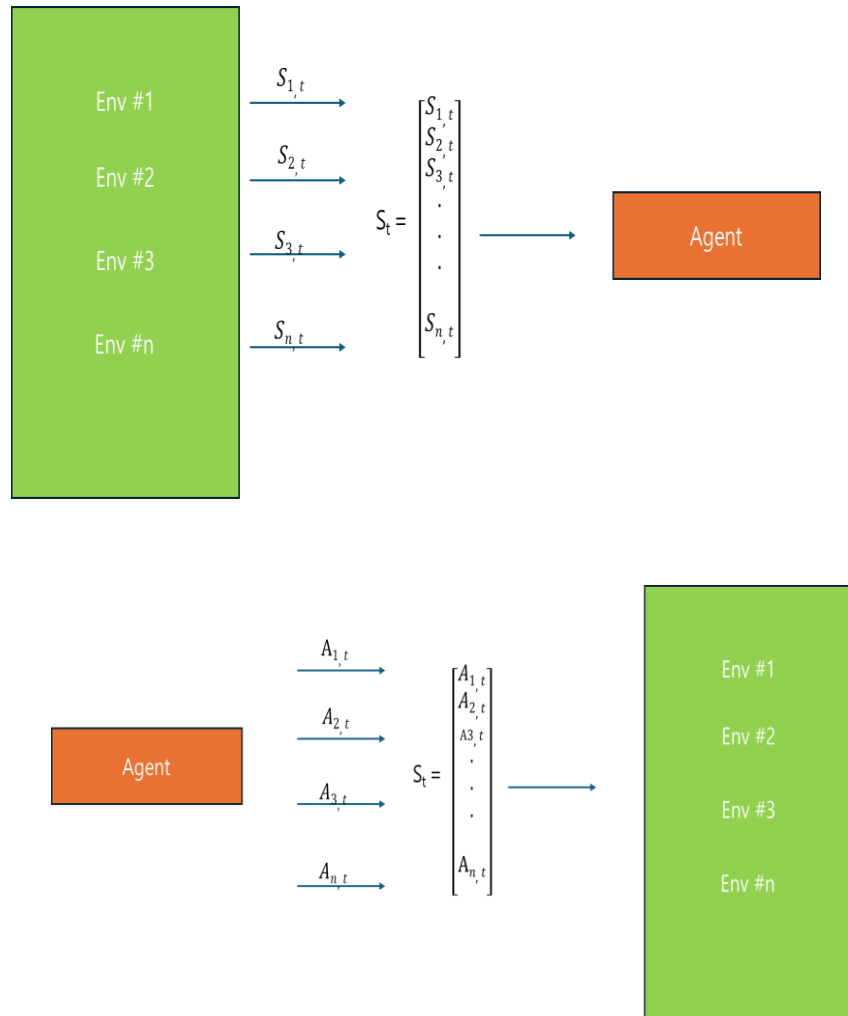 Env #1
Env #2
Env #3
Env #n
S1, t
S2, t
S3, t
Sn, t
St =
S1, t
S2, t
S3, t
.
.
.
Sn, t
Agent
Agent
A1, t
A2, t
A3, t
An, t
St =
A1, t
A2, t
A3, t
.
.
.
An, t
Env #1
Env #2
Env #3
Env #n